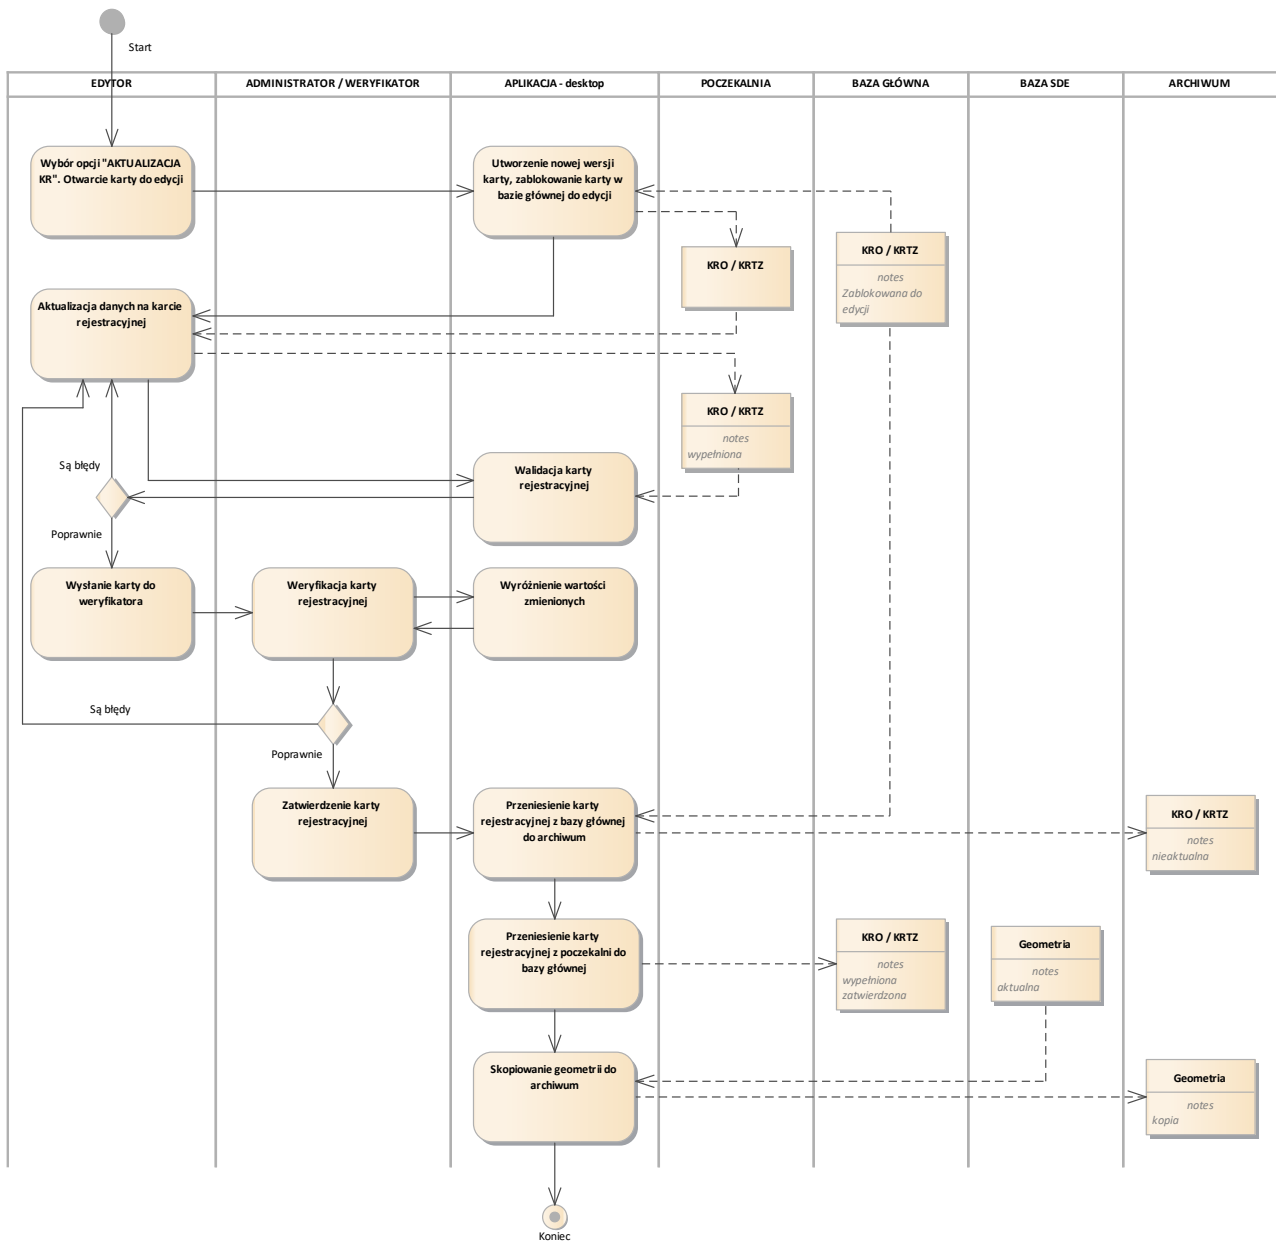 Start
EDYTOR
ADMINISTRATOR / WERYFIKATOR
APLIKACJA - desktop
POCZEKALNIA
BAZA GŁÓWNA
BAZA SDE
ARCHIWUM
Wybór opcji "AKTUALIZACJA
KR". Otwarcie karty do edycji
Utworzenie nowej wersji
karty, zablokowanie karty w
bazie głównej do edycji
KRO / KRTZ
KRO / KRTZ
notes
Zablokowana do
edycji
Aktualizacja danych na karcie
rejestracyjnej
KRO / KRTZ
notes
wypełniona
Są błędy
Walidacja karty
rejestracyjnej
Poprawnie
Wysłanie karty do
weryfikatora
Weryfikacja karty
rejestracyjnej
Wyróżnienie wartości
zmienionych
Są błędy
Poprawnie
Zatwierdzenie karty
rejestracyjnej
Przeniesienie karty
rejestracyjnej z bazy głównej
do archiwum
KRO / KRTZ
notes
nieaktualna
Przeniesienie karty
rejestracyjnej z poczekalni do
bazy głównej
KRO / KRTZ
notes
wypełniona
zatwierdzona
Geometria
notes
aktualna
Skopiowanie geometrii do
archiwum
Geometria
notes
kopia
Koniec